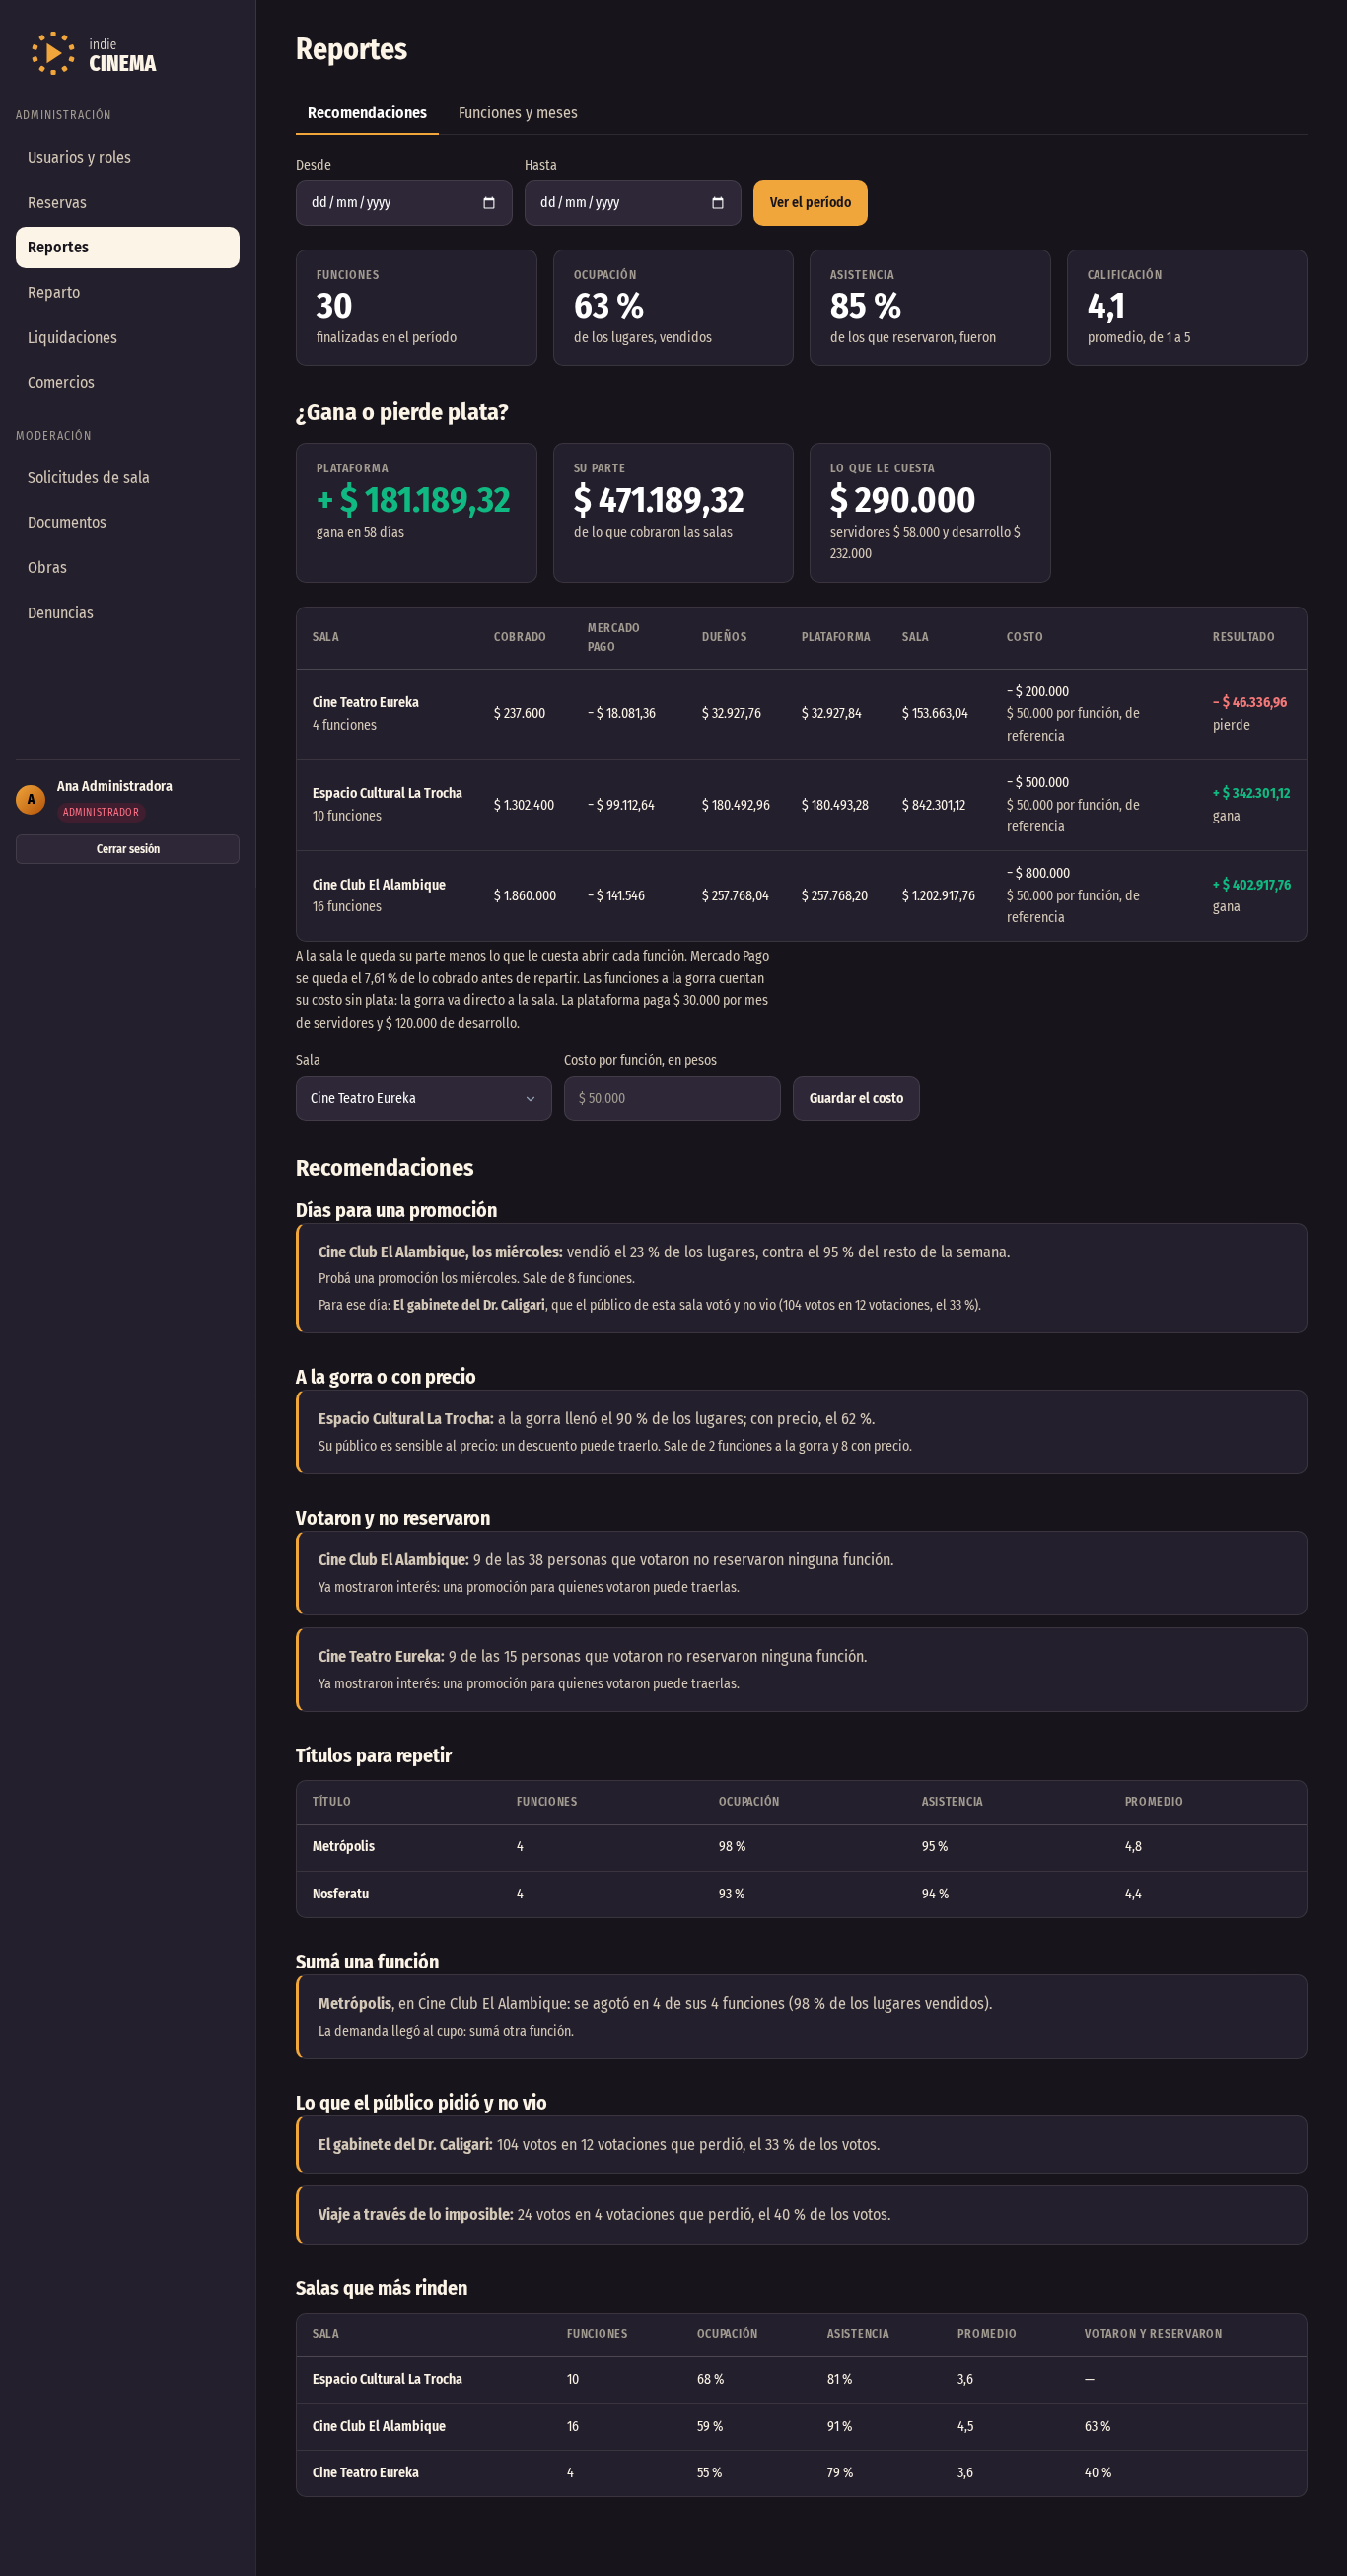 indie
CINEMA
ADMINISTRACIÓN
Usuarios y roles
Reservas
Reportes
Reparto
Liquidaciones
Comercios
MODERACIÓN
Solicitudes de sala
Documentos
Obras
Denuncias
A
Ana Administradora
ADMINISTRADOR
Cerrar sesión
Reportes
Recomendaciones Funciones y meses
Desde Hasta
dd/mm/yyyy dd/mm/yyyy Ver el período
FUNCIONES
30
finalizadas en el período
OCUPACIÓN
63 %
de los lugares, vendidos
ASISTENCIA
85 %
de los que reservaron, fueron
CALIFICACIÓN
4,1
promedio, de 1 a 5
¿Gana o pierde plata?
PLATAFORMA
+ $ 181.189,32
gana en 58 días
SU PARTE
$ 471.189,32
de lo que cobraron las salas
LO QUE LE CUESTA
$ 290.000
servidores $ 58.000 y desarrollo $
232.000
SALA COBRADO MERCADO PAGO DUEÑOS PLATAFORMA SALA COSTO RESULTADO
Cine Teatro Eureka
4 funciones
$ 237.600 − $ 18.081,36 $ 32.927,76 $ 32.927,84 $ 153.663,04
− $ 200.000
$ 50.000 por función, de
referencia
− $ 46.336,96
pierde
Espacio Cultural La Trocha
10 funciones
$ 1.302.400 − $ 99.112,64 $ 180.492,96 $ 180.493,28 $ 842.301,12
− $ 500.000
$ 50.000 por función, de
referencia
+ $ 342.301,12
gana
Cine Club El Alambique
16 funciones
$ 1.860.000 − $ 141.546 $ 257.768,04 $ 257.768,20 $ 1.202.917,76
− $ 800.000
$ 50.000 por función, de
referencia
+ $ 402.917,76
gana
A la sala le queda su parte menos lo que le cuesta abrir cada función. Mercado Pago
se queda el 7,61 % de lo cobrado antes de repartir. Las funciones a la gorra cuentan
su costo sin plata: la gorra va directo a la sala. La plataforma paga $ 30.000 por mes
de servidores y $ 120.000 de desarrollo.
Sala Costo por función, en pesos
Cine Teatro Eureka $ 50.000 Guardar el costo
Recomendaciones
Días para una promoción
Cine Club El Alambique, los miércoles: vendió el 23 % de los lugares, contra el 95 % del resto de la semana.
Probá una promoción los miércoles. Sale de 8 funciones.
Para ese día: El gabinete del Dr. Caligari, que el público de esta sala votó y no vio (104 votos en 12 votaciones, el 33 %).
A la gorra o con precio
Espacio Cultural La Trocha: a la gorra llenó el 90 % de los lugares; con precio, el 62 %.
Su público es sensible al precio: un descuento puede traerlo. Sale de 2 funciones a la gorra y 8 con precio.
Votaron y no reservaron
Cine Club El Alambique: 9 de las 38 personas que votaron no reservaron ninguna función.
Ya mostraron interés: una promoción para quienes votaron puede traerlas.
Cine Teatro Eureka: 9 de las 15 personas que votaron no reservaron ninguna función.
Ya mostraron interés: una promoción para quienes votaron puede traerlas.
Títulos para repetir
TÍTULO FUNCIONES OCUPACIÓN ASISTENCIA PROMEDIO
Metrópolis 4 98 % 95 % 4,8
Nosferatu 4 93 % 94 % 4,4
Sumá una función
Metrópolis, en Cine Club El Alambique: se agotó en 4 de sus 4 funciones (98 % de los lugares vendidos).
La demanda llegó al cupo: sumá otra función.
Lo que el público pidió y no vio
El gabinete del Dr. Caligari: 104 votos en 12 votaciones que perdió, el 33 % de los votos.
Viaje a través de lo imposible: 24 votos en 4 votaciones que perdió, el 40 % de los votos.
Salas que más rinden
SALA FUNCIONES OCUPACIÓN ASISTENCIA PROMEDIO VOTARON Y RESERVARON
Espacio Cultural La Trocha 10 68 % 81 % 3,6 —
Cine Club El Alambique 16 59 % 91 % 4,5 63 %
Cine Teatro Eureka 4 55 % 79 % 3,6 40 %